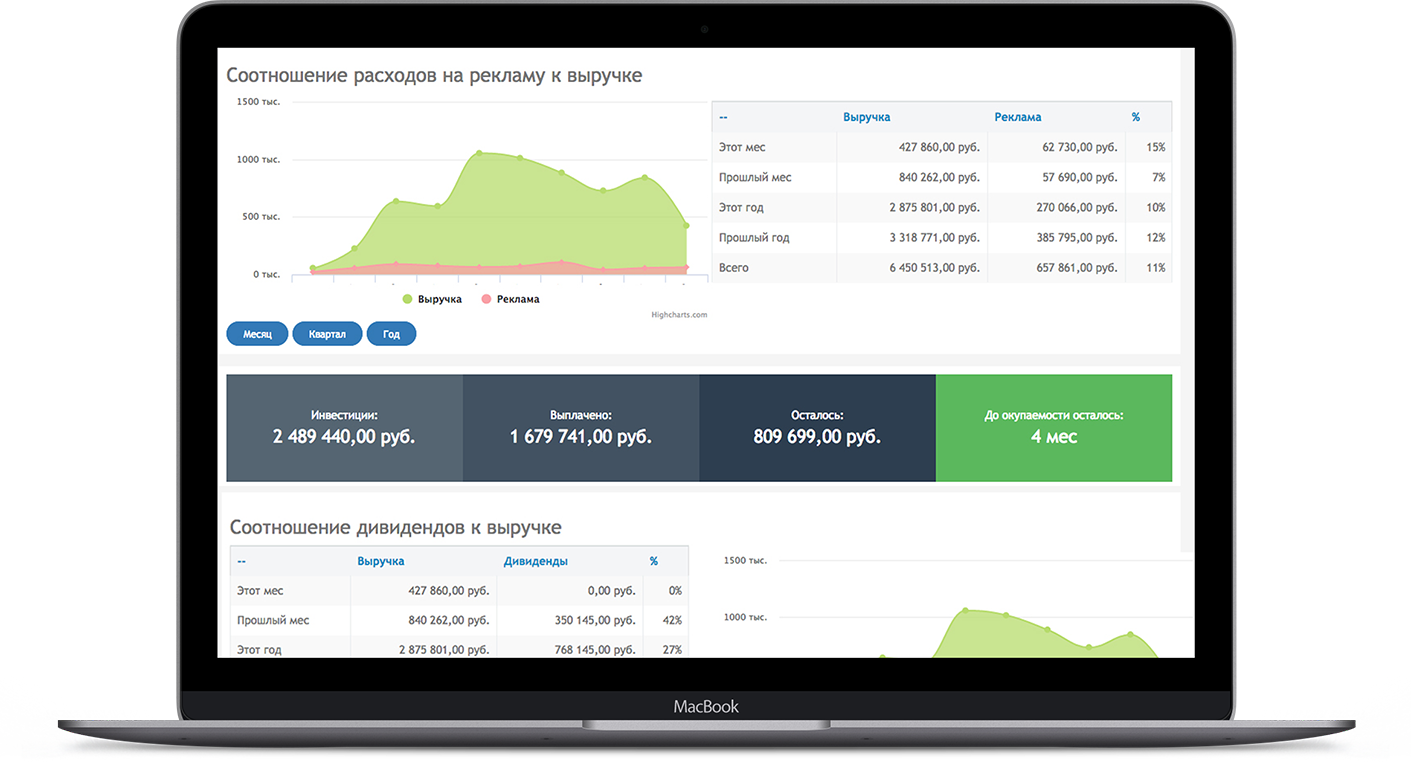 Соотношение расходов на рекламу к выручке
1500 тыс.
1000 тыс.
500 тыс.
0 тыс.
Выручка Реклама
Highcharts.com
-- Выручка Реклама %
Этот мес 427 860,00 руб. 62 730,00 руб. 15%
Прошлый мес 840 262,00 руб. 57 690,00 руб. 7%
Этот год 2 875 801,00 руб. 270 066,00 руб. 10%
Прошлый год 3 318 771,00 руб. 385 795,00 руб. 12%
Всего 6 450 513,00 руб. 657 861,00 руб. 11%
Месяц Квартал Год
Инвестиции:
2 489 440,00 руб.
Выплачено:
1 679 741,00 руб.
Осталось:
809 699,00 руб.
До окупаемости осталось:
4 мес
Соотношение дивидендов к выручке
-- Выручка Дивиденды %
Этот мес 427 860,00 руб. 0,00 руб. 0%
Прошлый мес 840 262,00 руб. 350 145,00 руб. 42%
Этот год 2 875 801,00 руб. 768 145,00 руб. 27%
1500 тыс.
1000 тыс.
MacBook